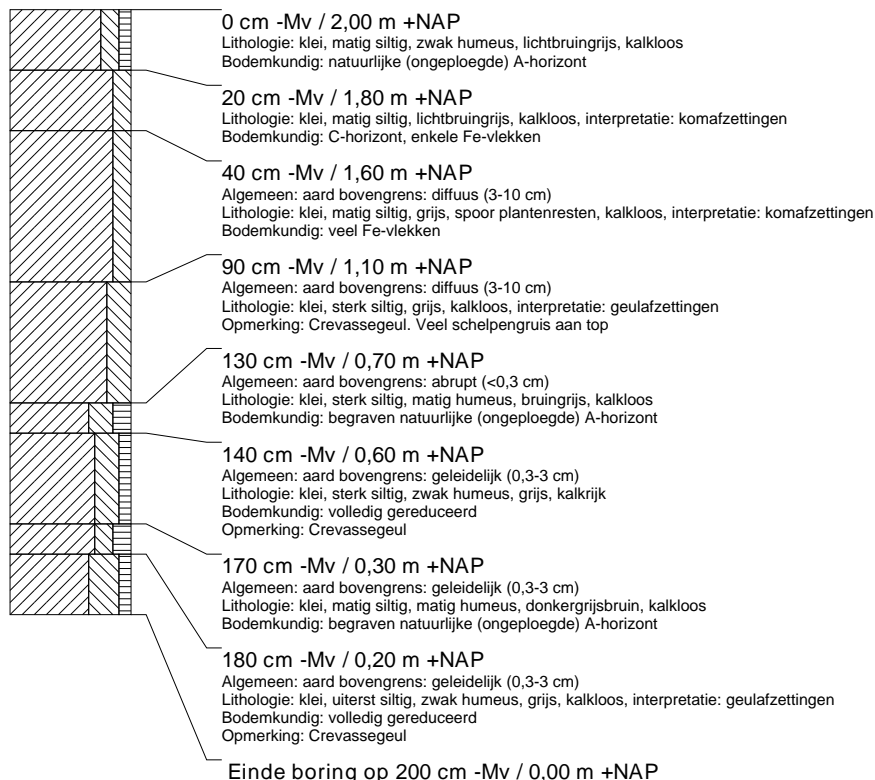 0 cm -Mv / 2,00 m +NAP
Lithologie: klei, matig siltig, zwak humeus, lichtbruingrijs, kalkloos
Bodemkundig: natuurlijke (ongeploegde) A-horizont
20 cm -Mv / 1,80 m +NAP
Lithologie: klei, matig siltig, lichtbruingrijs, kalkloos, interpretatie: komafzettingen
Bodemkundig: C-horizont, enkele Fe-vlekken
40 cm -Mv / 1,60 m +NAP
Algemeen: aard bovengrens: diffuus (3-10 cm)
Lithologie: klei, matig siltig, grijs, spoor plantenresten, kalkloos, interpretatie: komafzettingen
Bodemkundig: veel Fe-vlekken
90 cm -Mv / 1,10 m +NAP
Algemeen: aard bovengrens: diffuus (3-10 cm)
Lithologie: klei, sterk siltig, grijs, kalkloos, interpretatie: geulafzettingen
Opmerking: Crevassegeul. Veel schelpengruis aan top
130 cm -Mv / 0,70 m +NAP
Algemeen: aard bovengrens: abrupt (<0,3 cm)
Lithologie: klei, sterk siltig, matig humeus, bruingrijs, kalkloos
Bodemkundig: begraven natuurlijke (ongeploegde) A-horizont
140 cm -Mv / 0,60 m +NAP
Algemeen: aard bovengrens: geleidelijk (0,3-3 cm)
Lithologie: klei, sterk siltig, zwak humeus, grijs, kalkrijk
Bodemkundig: volledig gereduceerd
Opmerking: Crevassegeul
170 cm -Mv / 0,30 m +NAP
Algemeen: aard bovengrens: geleidelijk (0,3-3 cm)
Lithologie: klei, matig siltig, matig humeus, donkergrijsbruin, kalkloos
Bodemkundig: begraven natuurlijke (ongeploegde) A-horizont
180 cm -Mv / 0,20 m +NAP
Algemeen: aard bovengrens: geleidelijk (0,3-3 cm)
Lithologie: klei, uiterst siltig, zwak humeus, grijs, kalkloos, interpretatie: geulafzettingen
Bodemkundig: volledig gereduceerd
Opmerking: Crevassegeul
Einde boring op 200 cm -Mv / 0,00 m +NAP